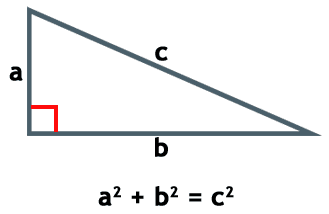 c
a
b
a² + b² = c²